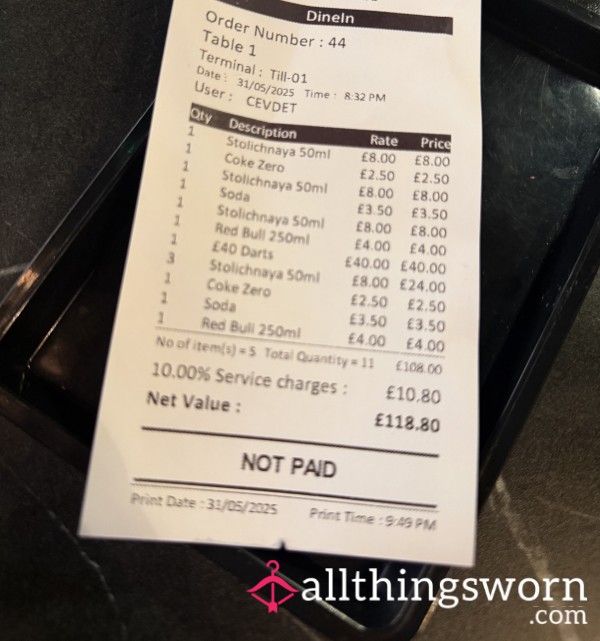 DineIn
Order Number : 44
Table 1
Terminal : Till-01
Date : 31/05/2025 Time : 8:32 PM
User : CEVDET
Qty Description Rate Price
1 Stolichnaya 50ml £8.00 £8.00
1 Coke Zero £2.50 £2.50
1 Stolichnaya 50ml £8.00 £8.00
1 Soda £3.50 £3.50
1 Stolichnaya 50ml £8.00 £8.00
1 Red Bull 250ml £4.00 £4.00
1 £40 Darts £40.00 £40.00
3 Stolichnaya 50ml £8.00 £24.00
1 Coke Zero £2.50 £2.50
1 Soda £3.50 £3.50
1 Red Bull 250ml £4.00 £4.00
No of item(s) = 5 Total Quantity = 11 £108.00
10.00% Service charges : £10.80
Net Value : £118.80
NOT PAID
Print Date : 31/05/2025 Print Time : 9:49 PM
allthingsworn
.com